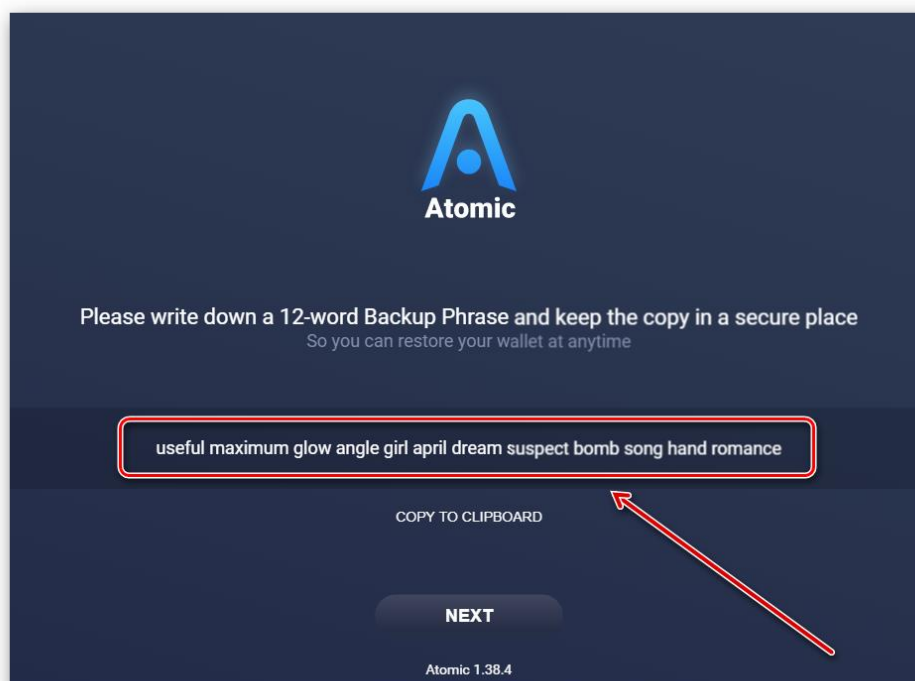 Atomic
Please write down a 12-word Backup Phrase and keep the copy in a secure place
So you can restore your wallet at anytime
useful maximum glow angle girl april dream suspect bomb song hand romance
COPY TO CLIPBOARD
NEXT
Atomic 1.38.4